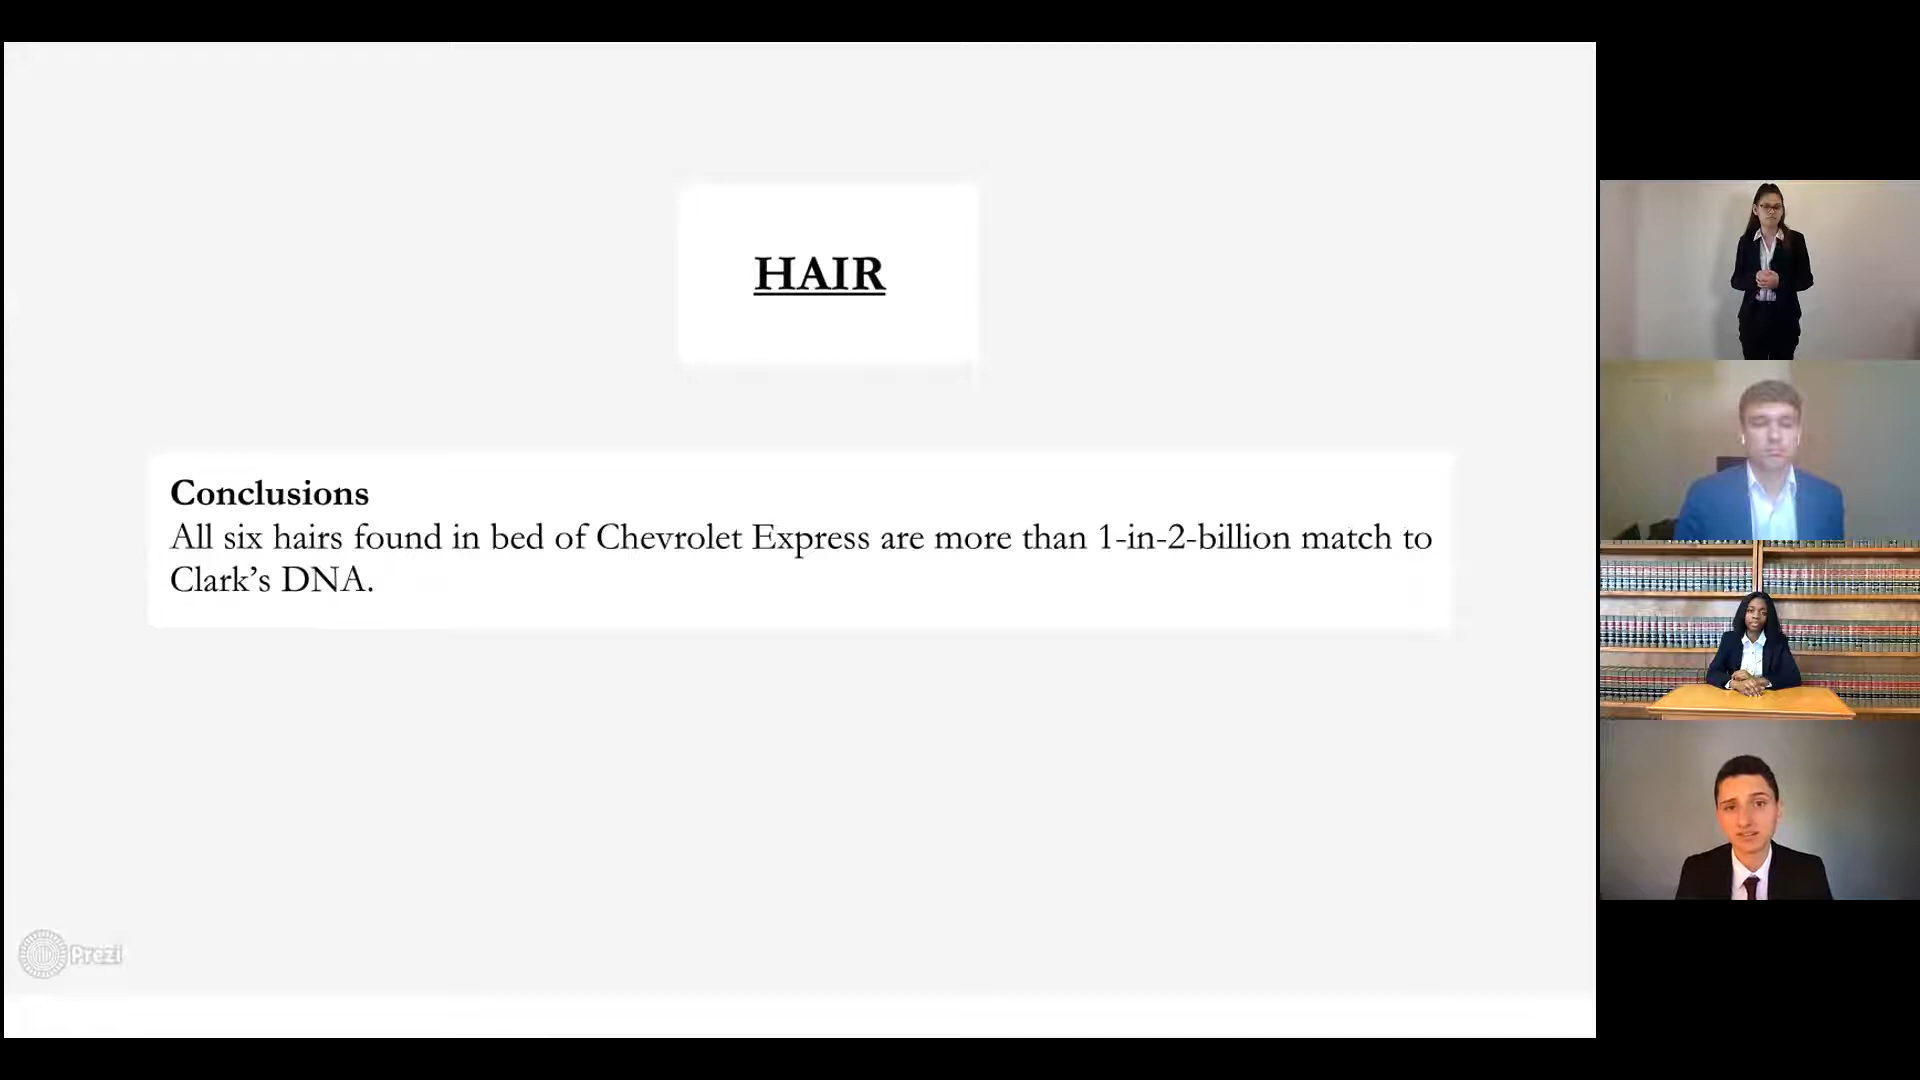 HAIR
Conclusions
All six hairs found in bed of Chevrolet Express are more than 1-in-2-billion match to
Clark’s DNA.
Prezi